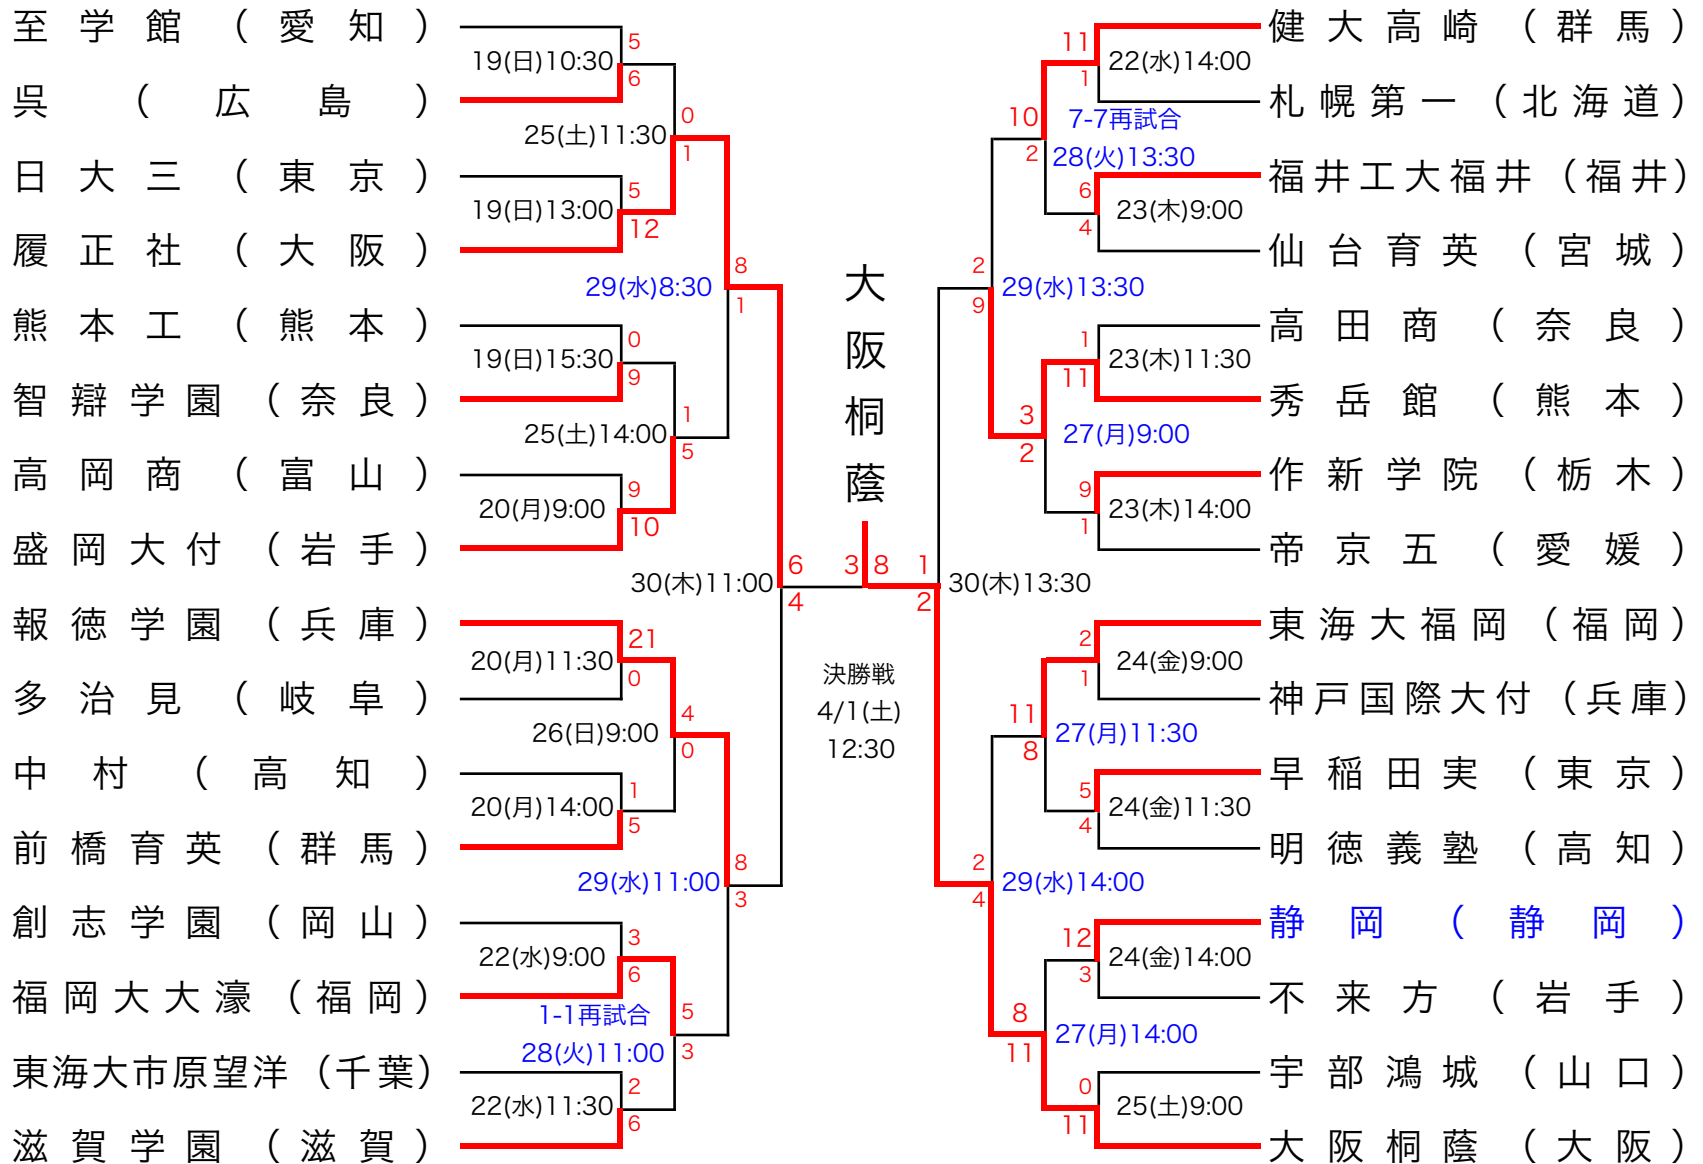 至学館（愛知）
5
19(日)10:30
6
呉（広島）
0
25(土)11:30
1
日大三（東京）
5
19(日)13:00
12
履正社（大阪）
8
29(水)8:30
1
熊本工（熊本）
0
19(日)15:30
9
智辯学園（奈良）
1
25(土)14:00
5
高岡商（富山）
9
20(月)9:00
10
盛岡大付（岩手）
6
30(木)11:00
4
報徳学園（兵庫）
21
20(月)11:30
0
多治見（岐阜）
4
26(日)9:00
0
中村（高知）
1
20(月)14:00
5
前橋育英（群馬）
8
29(水)11:00
3
創志学園（岡山）
3
22(水)9:00
6
福岡大大濠（福岡）
1-1再試合
5
28(火)11:00
3
東海大市原望洋（千葉）
2
22(水)11:30
6
滋賀学園（滋賀）
大阪桐蔭
3
8
決勝戦
4/1(土)
12:30
健大高崎（群馬）
11
22(水)14:00
1
札幌第一（北海道）
10
7-7再試合
2
28(火)13:30
福井工大福井（福井）
6
23(木)9:00
4
仙台育英（宮城）
2
29(水)13:30
9
高田商（奈良）
1
23(木)11:30
11
秀岳館（熊本）
3
27(月)9:00
2
作新学院（栃木）
9
23(木)14:00
1
帝京五（愛媛）
1
30(木)13:30
2
東海大福岡（福岡）
2
24(金)9:00
1
神戸国際大付（兵庫）
11
27(月)11:30
8
早稲田実（東京）
5
24(金)11:30
4
明徳義塾（高知）
2
29(水)14:00
4
静岡（静岡）
12
24(金)14:00
3
不来方（岩手）
8
27(月)14:00
11
宇部鴻城（山口）
0
25(土)9:00
11
大阪桐蔭（大阪）